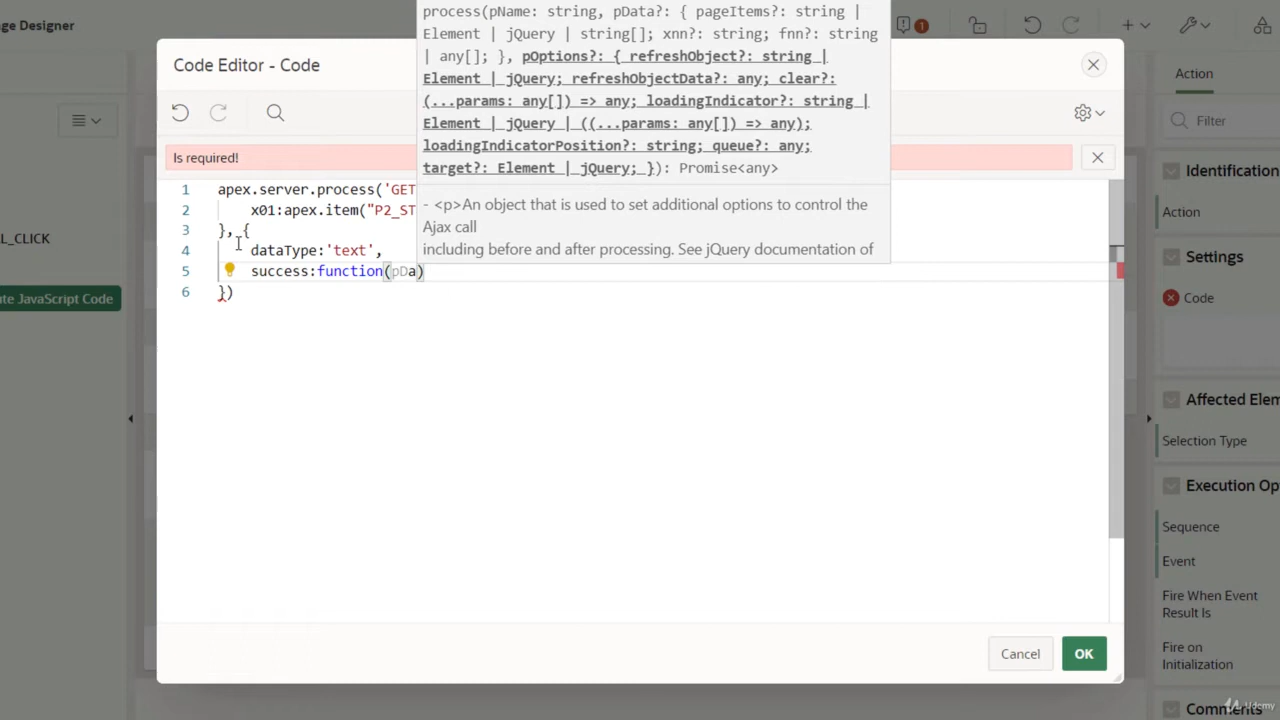 age Designer
1
Code Editor - Code
process(pName: string, pData?: { pageItems?: string |
Element | jQuery | string[]; xnn?: string; fnn?: string
| any[]; }, pOptions?: { refreshObject?: string |
Element | jQuery; refreshObjectData?: any; clear?:
(...params: any[]) => any; loadingIndicator?: string |
Element | jQuery | ((...params: any[]) => any);
loadingIndicatorPosition?: string; queue?: any;
target?: Element | jQuery; }): Promise<any>
- <p>An object that is used to set additional options to control the
Ajax call
including before and after processing. See jQuery documentation of
Is required!
1 apex.server.process('GET
2 x01:apex.item("P2_ST
3 }, {
4 dataType:'text',
5 success:function(pDa)
6 })
L_CLICK
te JavaScript Code
Cancel
OK
Action
Filter
Identification
Action
Settings
Code
Affected Elem
Selection Type
Execution Op
Sequence
Event
Fire When Event
Result Is
Fire on
Initialization
Comments
Udemy